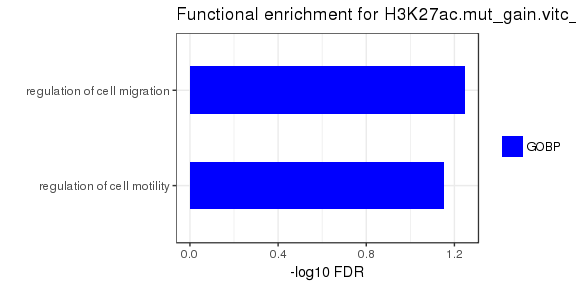 Functional enrichment for H3K27ac.mut_gain.vitc_
regulation of cell migration
regulation of cell motility
GOBP
0.0 0.4 0.8 1.2
-log10 FDR